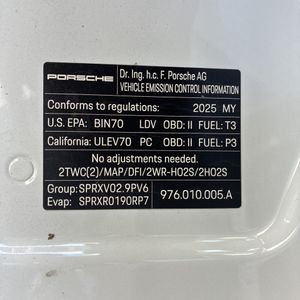 PORSCHE
Dr. Ing. h.c. F. Porsche AG
VEHICLE EMISSION CONTROL INFORMATION
Conforms to regulations: 2025 MY
U.S. EPA: BIN70 LDV OBD: II FUEL: T3
California: ULEV70 PC OBD: II FUEL: P3
No adjustments needed.
2TWC(2)/MAP/DFI/2WR-HO2S/2HO2S
Group: SPRXV02.9PV6
Evap: SPRXR0190RP7
976.010.005.A